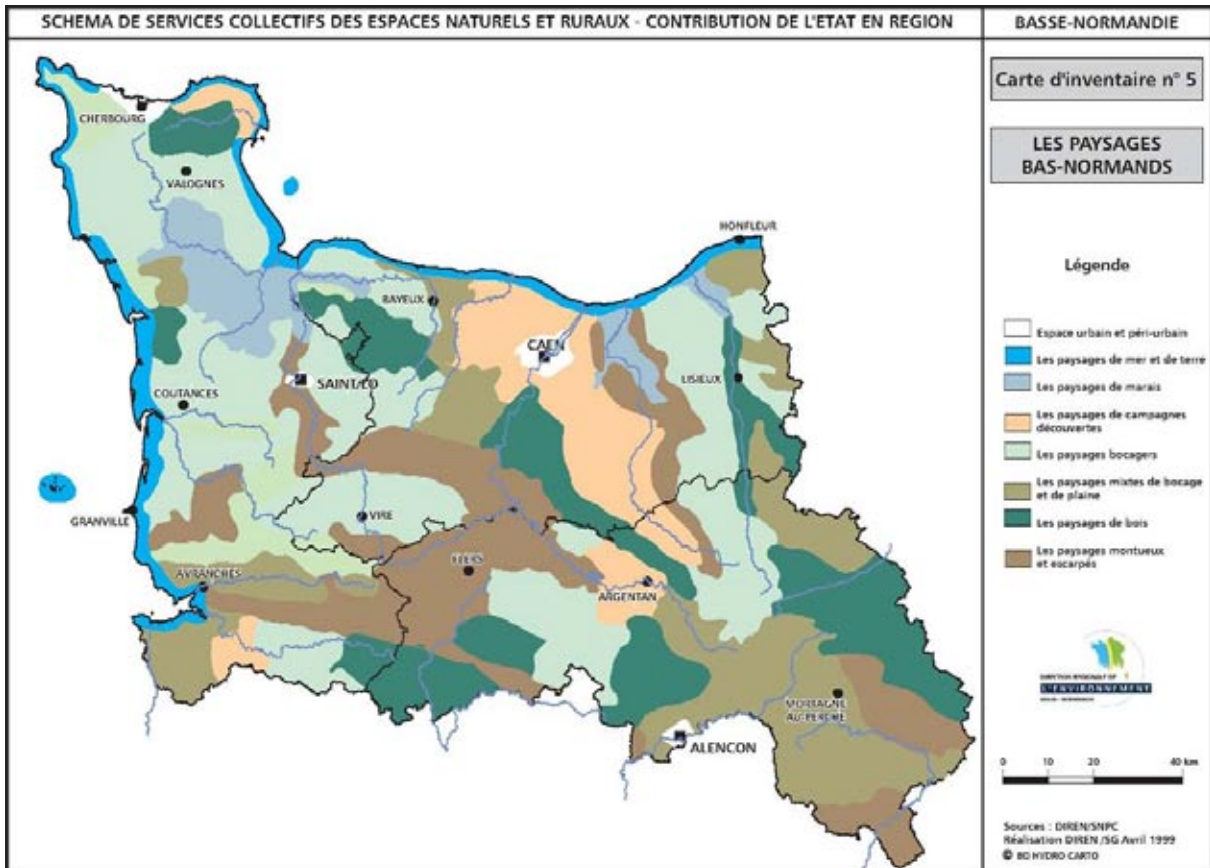 SCHEMA DE SERVICES COLLECTIFS DES ESPACES NATURELS ET RURAUX - CONTRIBUTION DE L'ETAT EN REGION
BASSE-NORMANDIE
Carte d'inventaire n° 5
LES PAYSAGES
BAS-NORMANDS
CHERBOURG
VALOGNES
HONFLEUR
BAYEUX
CAEN
LISIEUX
SAINT-LO
COUTANCES
GRANVILLE
VIRE
AVRANCHES
FLERS
ARGENTAN
MORTAGNE
AU-PERCHE
ALENCON
Légende
Espace urbain et péri-urbain
Les paysages de mer et de terre
Les paysages de marais
Les paysages de campagnes
découvertes
Les paysages bocagers
Les paysages mixtes de bocage
et de plaine
Les paysages de bois
Les paysages montueux
et escarpés
DIRECTION REGIONALE DE
L'ENVIRONNEMENT
0 10 20 40 km
Sources : DIREN/SNPC
Réalisation DIREN /SG Avril 1999
© BD HYDRO CARTO